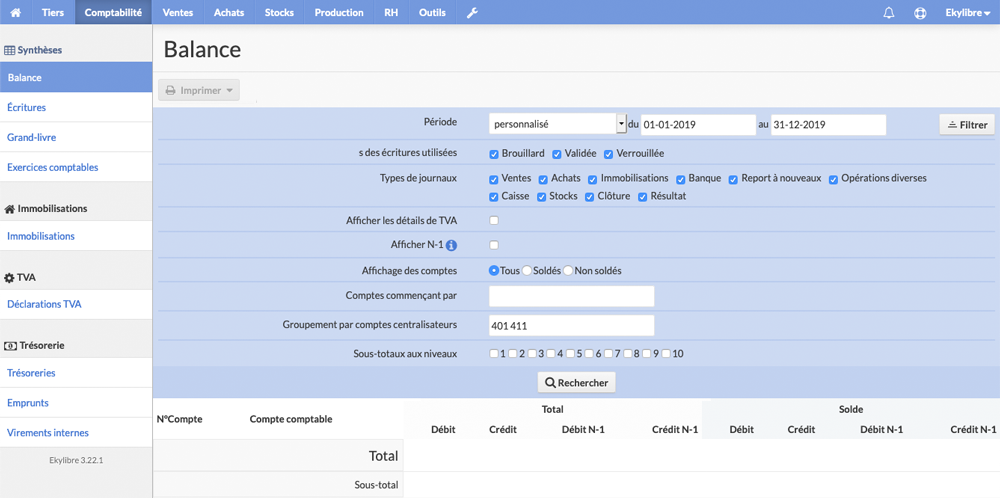 Tiers Comptabilité Ventes Achats Stocks Production RH Outils Ekylibre
Synthèses
Balance
Écritures
Grand-livre
Exercices comptables
Immobilisations
Immobilisations
TVA
Déclarations TVA
Trésorerie
Trésoreries
Emprunts
Virements internes
Ekylibre 3.22.1
Balance
Imprimer
Période personnalisé du 01-01-2019 au 31-12-2019 Filtrer
s des écritures utilisées Brouillard Validée Verrouillée
Types de journaux Ventes Achats Immobilisations Banque Report à nouveaux Opérations diverses
Caisse Stocks Clôture Résultat
Afficher les détails de TVA
Afficher N-1
Affichage des comptes Tous Soldés Non soldés
Comptes commençant par
Groupement par comptes centralisateurs 401 411
Sous-totaux aux niveaux 1 2 3 4 5 6 7 8 9 10
Rechercher
N°Compte Compte comptable Total Solde
Débit Crédit Débit N-1 Crédit N-1 Débit Crédit Débit N-1 Crédit N-1
Total
Sous-total